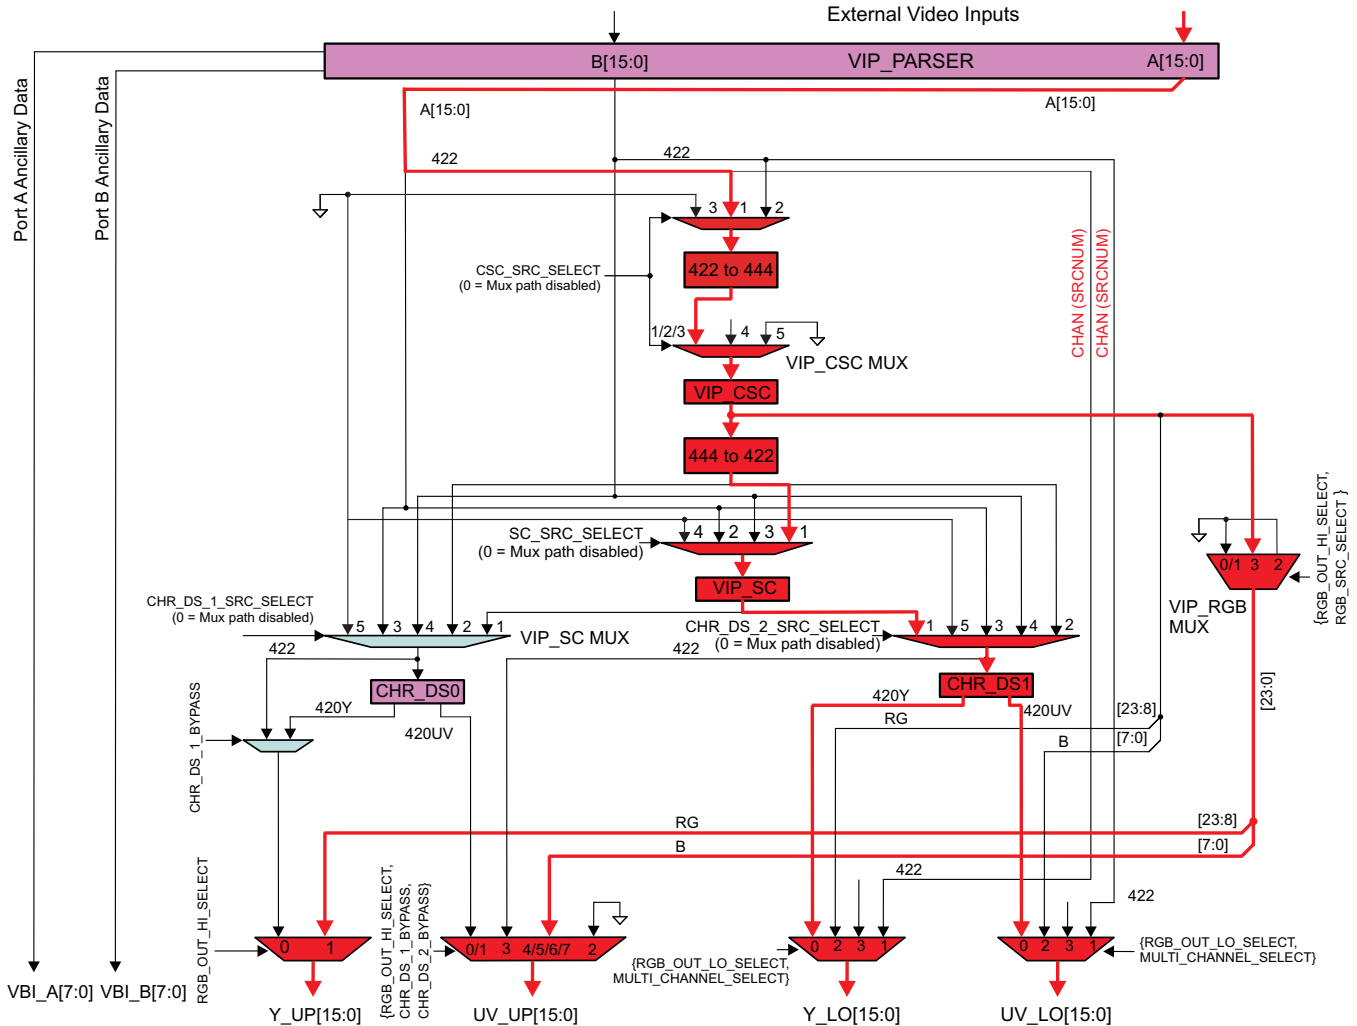 External Video Inputs
B[15:0]
VIP_PARSER
A[15:0]
A[15:0]
A[15:0]
Port A Ancillary Data
Port B Ancillary Data
422
422
3 1 2
422 to 444
CSC_SRC_SELECT
(0 = Mux path disabled)
CHAN (SRCNUM)
CHAN (SRCNUM)
1/2/3 4 5
VIP_CSC MUX
VIP_CSC
444 to 422
SC_SRC_SELECT
(0 = Mux path disabled)
4 2 3 1
VIP_SC
{RGB_OUT_HI_SELECT,
RGB_SRC_SELECT }
0/1 3 2
VIP_RGB
MUX
CHR_DS_1_SRC_SELECT
(0 = Mux path disabled)
5 3 4 2 1
VIP_SC MUX
CHR_DS_2_SRC_SELECT
(0 = Mux path disabled)
1 5 3 4 2
422
422
CHR_DS0
CHR_DS1
420Y
420UV
420Y
420UV
CHR_DS_1_BYPASS
RG
[23:8]
B
[7:0]
[23:0]
RG
[23:8]
B
[7:0]
422
422
RGB_OUT_HI_SELECT
0 1
{RGB_OUT_HI_SELECT,
CHR_DS_1_BYPASS,
CHR_DS_2_BYPASS}
0/1 3 4/5/6/7 2
{RGB_OUT_LO_SELECT,
MULTI_CHANNEL_SELECT}
0 2 3 1
0 2 3 1
{RGB_OUT_LO_SELECT,
MULTI_CHANNEL_SELECT}
VBI_A[7:0]
VBI_B[7:0]
Y_UP[15:0]
UV_UP[15:0]
Y_LO[15:0]
UV_LO[15:0]